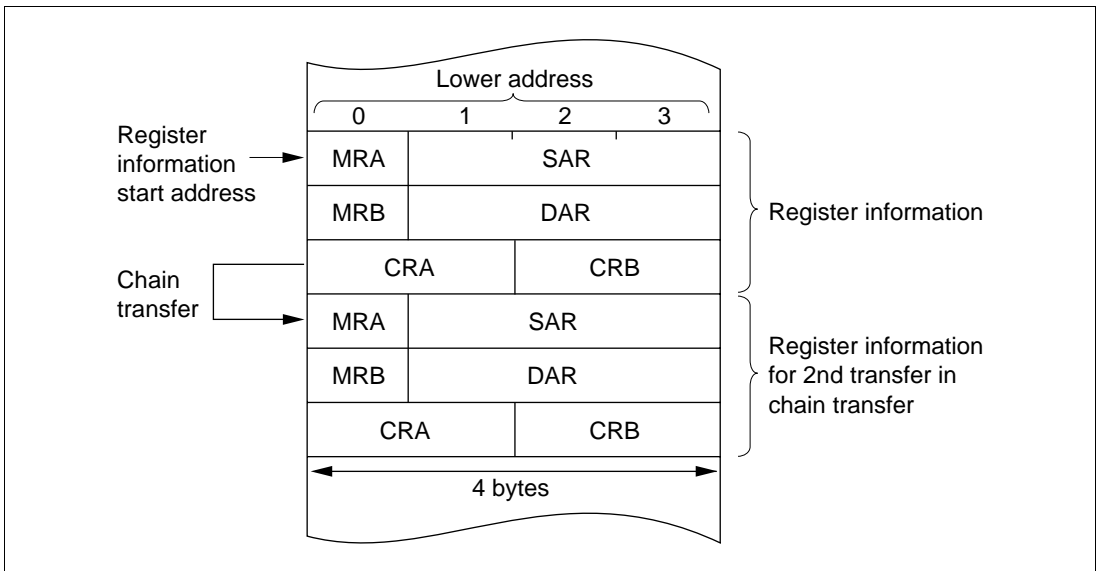 Lower address
0 1 2 3
Register
information
start address
MRA SAR
MRB DAR
Register information
CRA CRB
Chain
transfer
MRA SAR
MRB DAR
Register information
for 2nd transfer in
chain transfer
CRA CRB
4 bytes